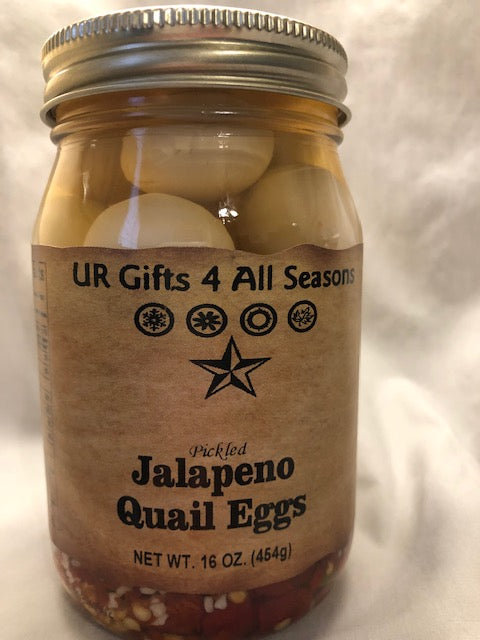 UR Gifts 4 All Seasons
Pickled
Jalapeno
Quail Eggs
NET WT. 16 OZ. (454g)